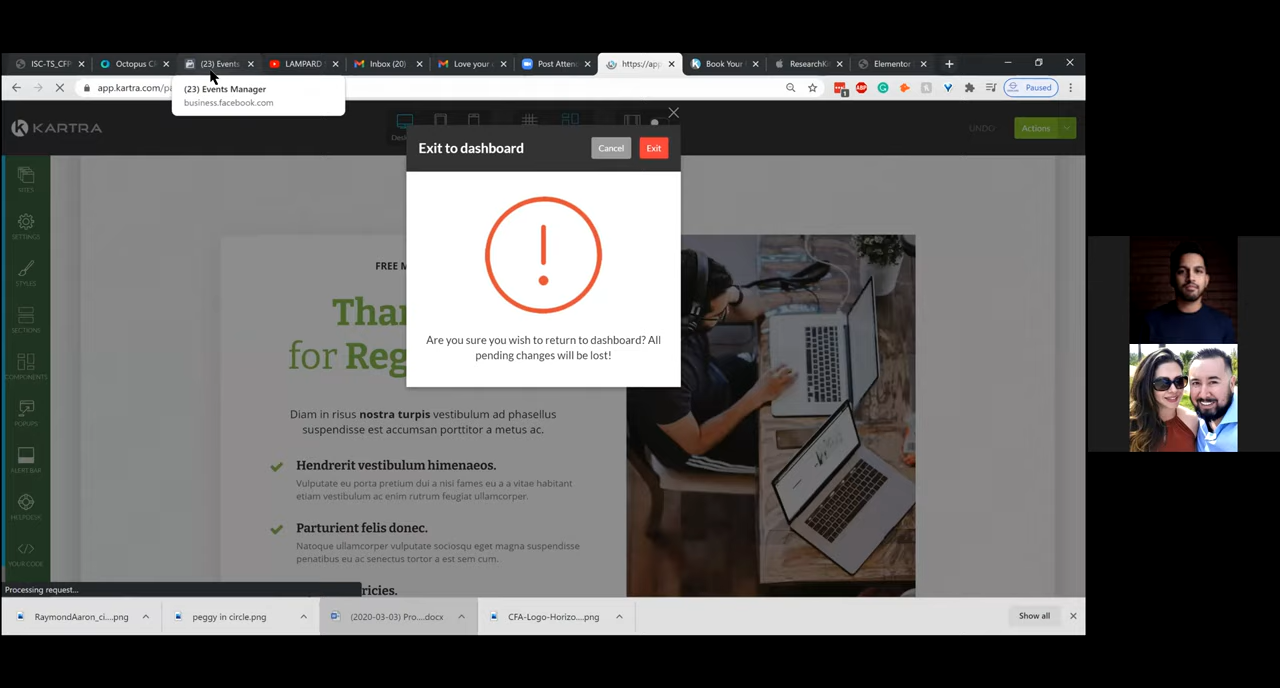 ISC-TS_CFP
Octopus C
(23) Events
LAMPARD
Inbox (20)
Love your
Post Atten
https://app
Book Your
ResearchK
Elementor
app.kartra.com/pa
Paused
(23) Events Manager
business.facebook.com
KARTRA
Des
UNDO
Actions
Exit to dashboard
Cancel
Exit
SITES
SETTINGS
STYLES
SECTIONS
COMPONENTS
POPUPS
ALERT BAR
HELPDESK
YOUR CODE
FREE M
Than
for Reg
Are you sure you wish to return to dashboard? All
pending changes will be lost!
Diam in risus nostra turpis vestibulum ad phasellus
suspendisse est accumsan porttitor a metus ac.
Hendrerit vestibulum himenaeos.
Vulputate eu porta pretium dui a nisi fames eu a a vitae habitant
etiam vestibulum ac enim rutrum feugiat ullamcorper.
Parturient felis donec.
Natoque ullamcorper vulputate sociosqu eget magna suspendisse
penatibus eu ac senectus tortor a est sem cum.
ricies.
Processing request...
RaymondAaron_ci....png
peggy in circle.png
(2020-03-03) Pro....docx
CFA-Logo-Horizo....png
Show all